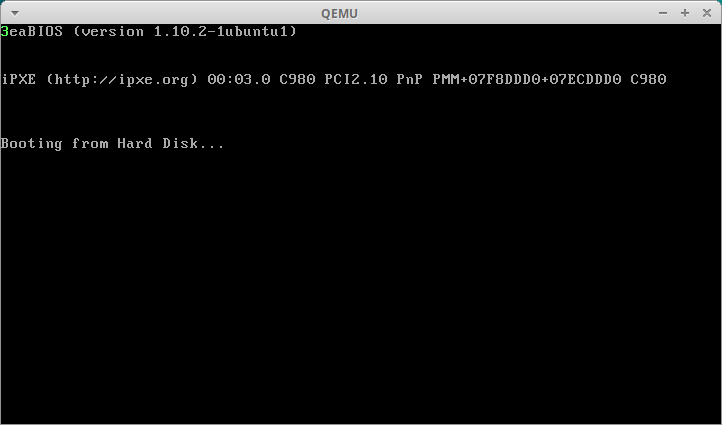 QEMU
3eaBIOS (version 1.10.2-1ubuntu1)
iPXE (http://ipxe.org) 00:03.0 C980 PCI2.10 PnP PMM+07F8DDD0+07ECDDD0 C980
Booting from Hard Disk...